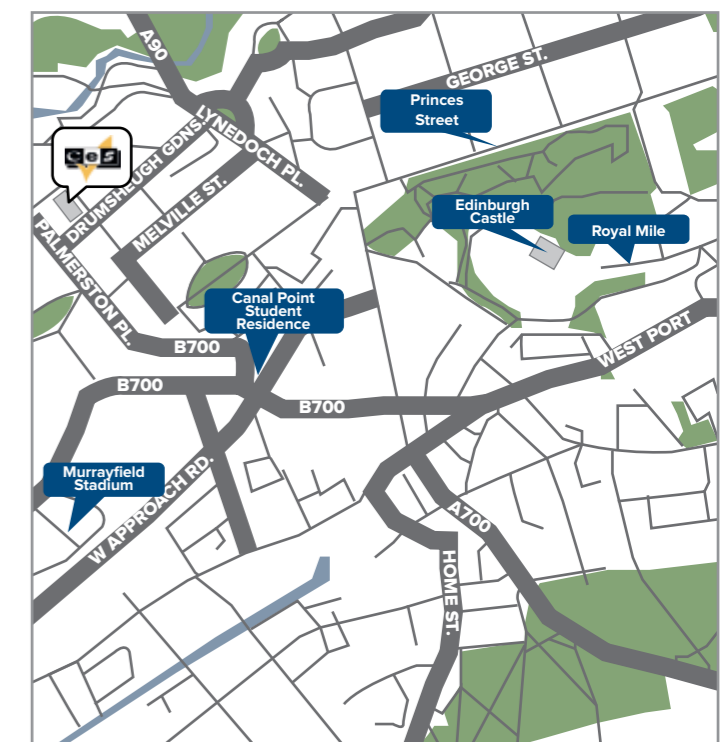 A90
GEORGE ST.
Princes
Street
LYNEDOCH PL.
CES
DRUMSHEUGH GDNS.
MELVILLE ST.
Edinburgh
Castle
Royal Mile
PALMERSTON PL.
Canal Point
Student
Residence
WEST PORT
B700
B700
B700
Murrayfield
Stadium
W APPROACH RD.
A700
HOME ST.